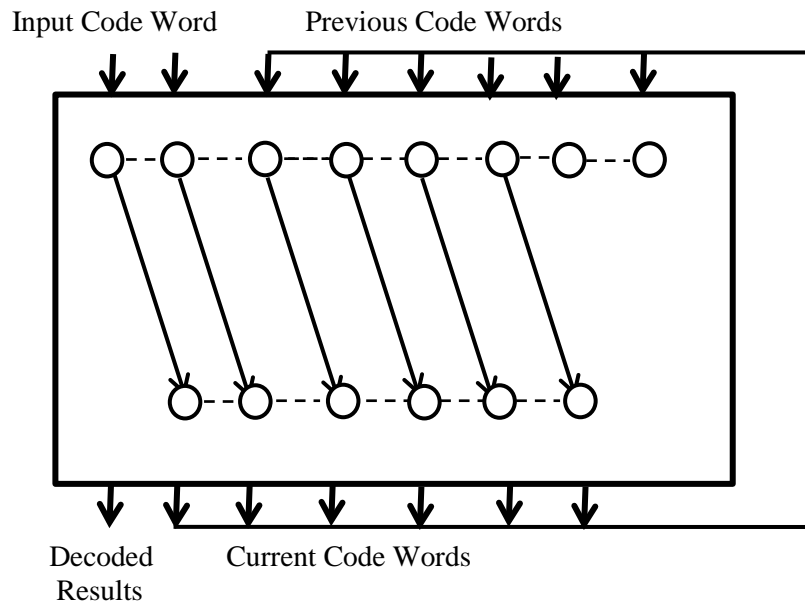 Input Code Word
Previous Code Words
Decoded
Results
Current Code Words